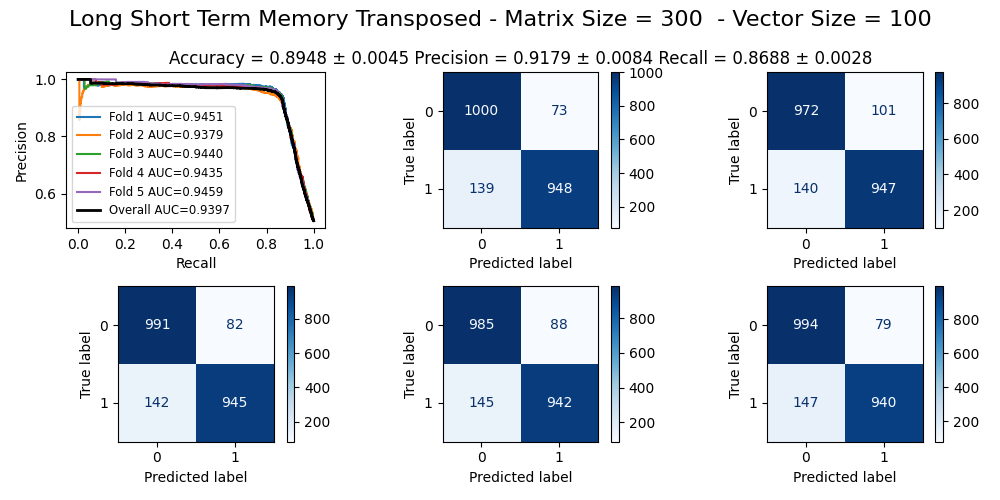 Long Short Term Memory Transposed - Matrix Size = 300  - Vector Size = 100
Accuracy = 0.8948 ± 0.0045 Precision = 0.9179 ± 0.0084 Recall = 0.8688 ± 0.0028
1.0
0.8
0.6
Precision
Fold 1 AUC=0.9451
Fold 2 AUC=0.9379
Fold 3 AUC=0.9440
Fold 4 AUC=0.9435
Fold 5 AUC=0.9459
Overall AUC=0.9397
0.0 0.2 0.4 0.6 0.8 1.0
Recall
True label
0 1000 73
1 139 948
0 1
Predicted label
1000
800
600
400
200
True label
0 972 101
1 140 947
0 1
Predicted label
800
600
400
200
True label
0 991 82
1 142 945
0 1
Predicted label
800
600
400
200
True label
0 985 88
1 145 942
0 1
Predicted label
800
600
400
200
True label
0 994 79
1 147 940
0 1
Predicted label
800
600
400
200